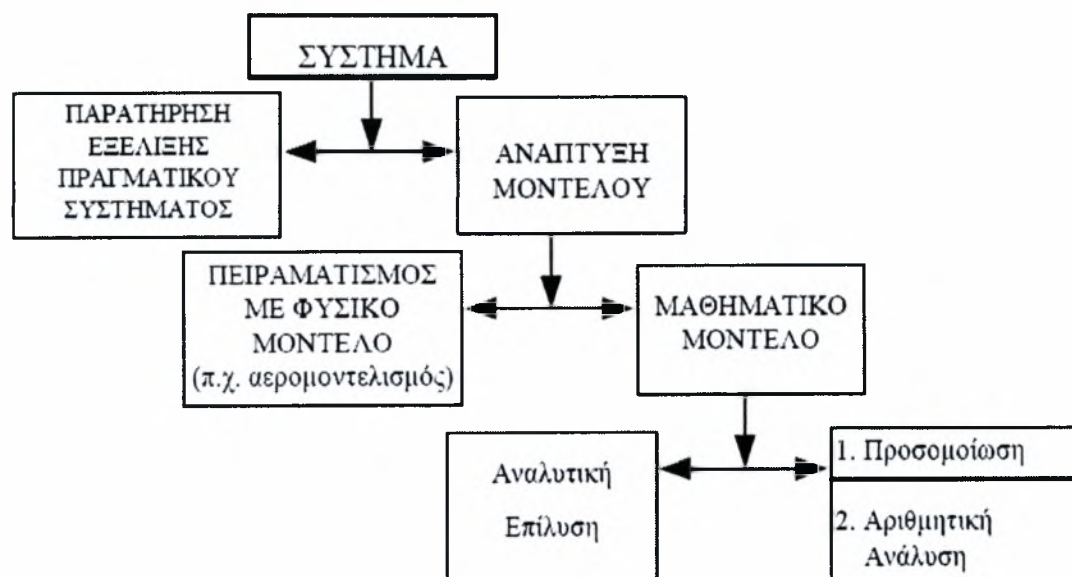 ΣΥΣΤΗΜΑ
ΠΑΡΑΤΗΡΗΣΗ
ΕΞΕΛΙΞΗΣ
ΠΡΑΓΜΑΤΙΚΟΥ
ΣΥΣΤΗΜΑΤΟΣ
ΑΝΑΠΤΥΞΗ
ΜΟΝΤΕΛΟΥ
ΠΕΙΡΑΜΑΤΙΣΜΟΣ
ΜΕ ΦΥΣΙΚΟ
ΜΟΝΤΕΛΟ
(π.χ. αερομοντελισμός)
ΜΑΘΗΜΑΤΙΚΟ
ΜΟΝΤΕΛΟ
Αναλυτική
Επίλυση
1. Προσομοίωση
2. Αριθμητική
Ανάλυση